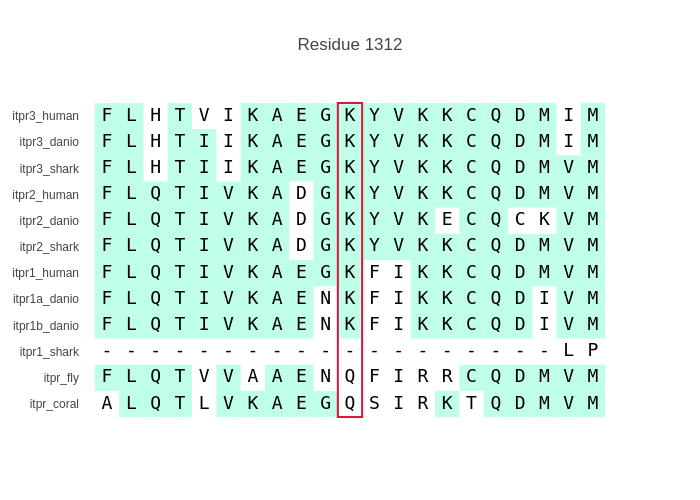 Residue 1312
itpr3_human F L H T V I K A E G K Y V K K C Q D M I M
itpr3_danio F L H T I I K A E G K Y V K K C Q D M I M
itpr3_shark F L H T I I K A E G K Y V K K C Q D M V M
itpr2_human F L Q T I V K A D G K Y V K K C Q D M V M
itpr2_danio F L Q T I V K A D G K Y V K E C Q C K V M
itpr2_shark F L Q T I V K A D G K Y V K K C Q D M V M
itpr1_human F L Q T I V K A E G K F I K K C Q D M V M
itpr1a_danio F L Q T I V K A E N K F I K K C Q D I V M
itpr1b_danio F L Q T I V K A E N K F I K K C Q D I V M
itpr1_shark - - - - - - - - - - - - - - - - - - - L P
itpr_fly F L Q T V V A A E N Q F I R R C Q D M V M
itpr_coral A L Q T L V K A E G Q S I R K T Q D M V M